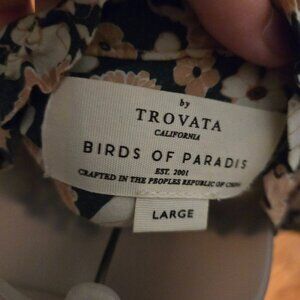 by
TROVATA
CALIFORNIA
BIRDS OF PARADIS
EST. 2001
CRAFTED IN THE PEOPLES REPUBLIC OF CHINA
LARGE